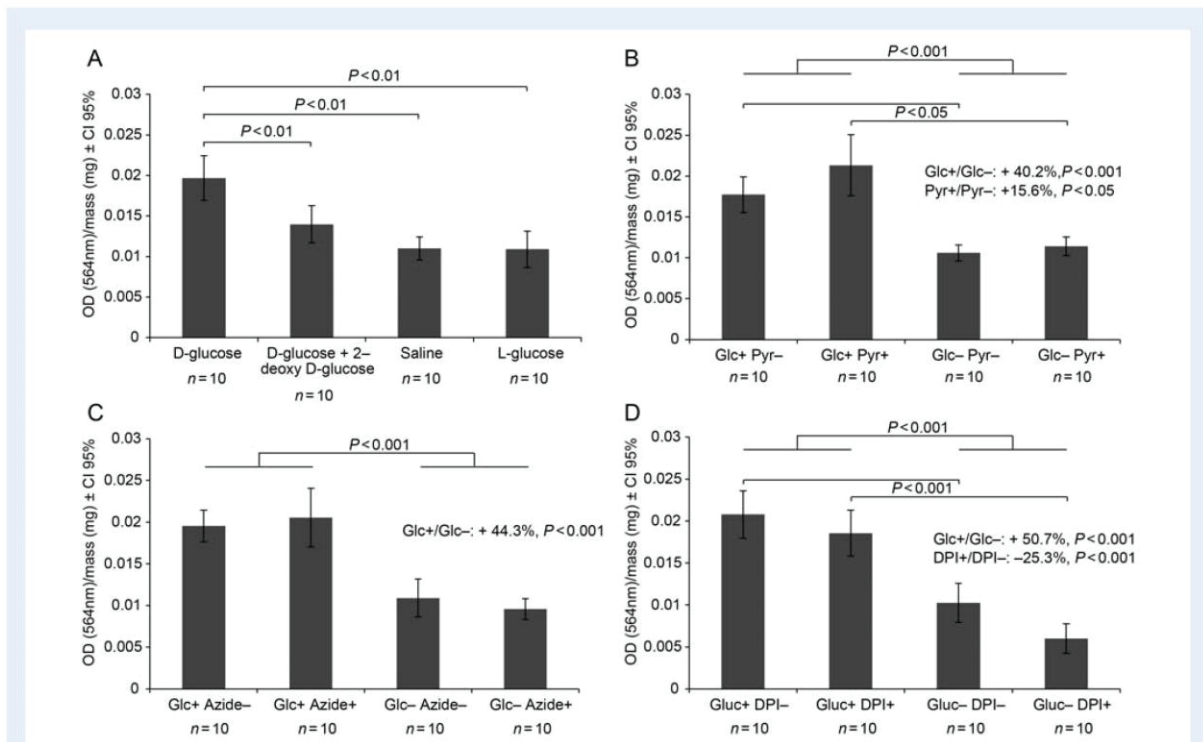 A
P<0.01
P<0.01
P<0.01
OD (564nm)/mass (mg) ± CI 95%
0.03
0.025
0.02
0.015
0.01
0.005
0
D-glucose
n=10
D-glucose + 2–
deoxy D-glucose
n=10
Saline
n=10
L-glucose
n=10
B
P<0.001
P<0.05
Glc+/Glc–: + 40.2%,P<0.001
Pyr+/Pyr–: +15.6%, P<0.05
OD (564nm)/mass (mg) ± CI 95%
0.03
0.025
0.02
0.015
0.01
0.005
0
Glc+ Pyr–
n=10
Glc+ Pyr+
n=10
Glc– Pyr–
n=10
Glc– Pyr+
n=10
C
P<0.001
Glc+/Glc–: + 44.3%, P<0.001
OD (564nm)/mass (mg) ± CI 95%
0.03
0.025
0.02
0.015
0.01
0.005
0
Glc+ Azide–
n=10
Glc+ Azide+
n=10
Glc– Azide–
n=10
Glc– Azide+
n=10
D
P<0.001
P<0.001
Glc+/Glc–: + 50.7%, P<0.001
DPI+/DPI–: –25.3%, P<0.001
OD (564nm)/mass (mg) ± CI 95%
0.03
0.025
0.02
0.015
0.01
0.005
0
Gluc+ DPI–
n=10
Gluc+ DPI+
n=10
Gluc– DPI–
n=10
Gluc– DPI+
n=10